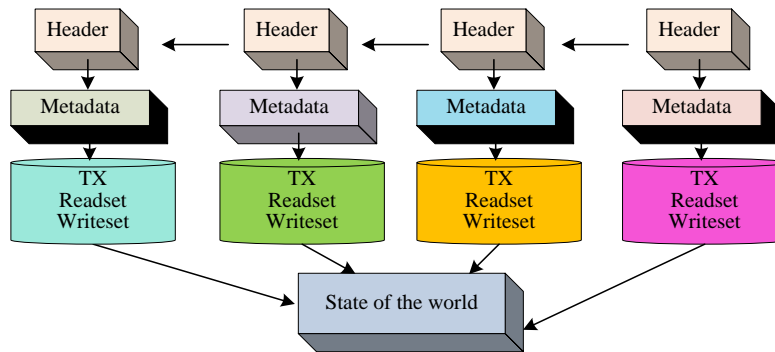 Header
Header
Header
Header
Metadata
Metadata
Metadata
Metadata
TX
Readset
Writeset
TX
Readset
Writeset
TX
Readset
Writeset
TX
Readset
Writeset
State of the world